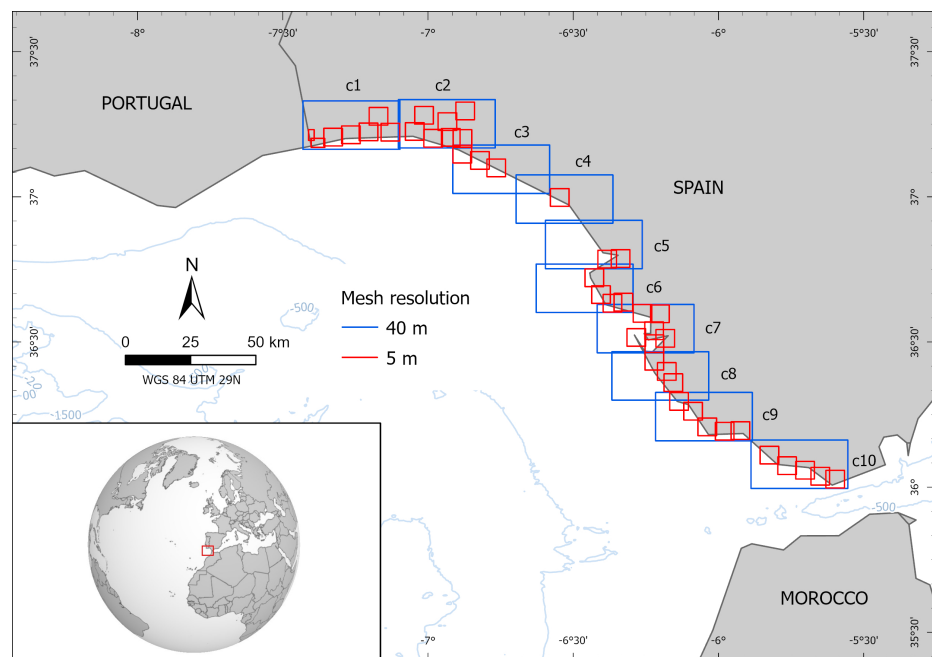 -8° -7°30' -7° -6°30' -6° -5°30'
37°30' 37°30'
c1 c2
PORTUGAL
c3
c4
37° 37°
SPAIN
c5
N
Mesh resolution
c6
-500
40 m
c7
0 25 50 km
5 m
36°30' 36°30'
WGS 84 UTM 29N
c8
-1500
c9
c10
36°
-500
MOROCCO
-7° -6°30' -6° -5°30'
35°30'